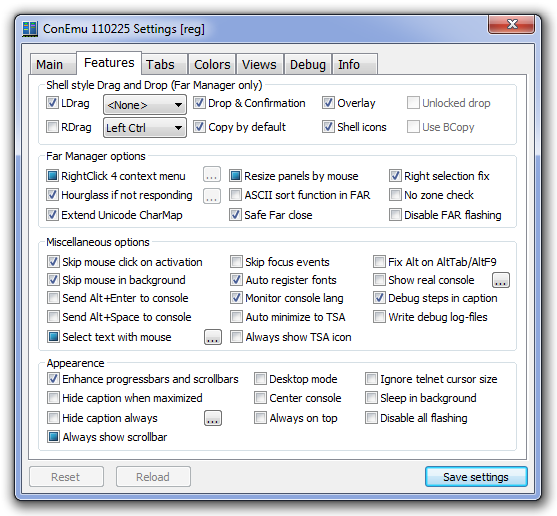 ConEmu 110225 Settings [reg]
Main Features Tabs Colors Views Debug Info
Shell style Drag and Drop (Far Manager only)
LDrag <None> Drop & Confirmation Overlay Unlocked drop
RDrag Left Ctrl Copy by default Shell icons Use BCopy
Far Manager options
RightClick 4 context menu ... Resize panels by mouse Right selection fix
Hourglass if not responding ... ASCII sort function in FAR No zone check
Extend Unicode CharMap Safe Far close Disable FAR flashing
Miscellaneous options
Skip mouse click on activation Skip focus events Fix Alt on AltTab/AltF9
Skip mouse in background Auto register fonts Show real console ...
Send Alt+Enter to console Monitor console lang Debug steps in caption
Send Alt+Space to console Auto minimize to TSA Write debug log-files
Select text with mouse ... Always show TSA icon
Appearence
Enhance progressbars and scrollbars Desktop mode Ignore telnet cursor size
Hide caption when maximized Center console Sleep in background
Hide caption always ... Always on top Disable all flashing
Always show scrollbar
Reset Reload Save settings